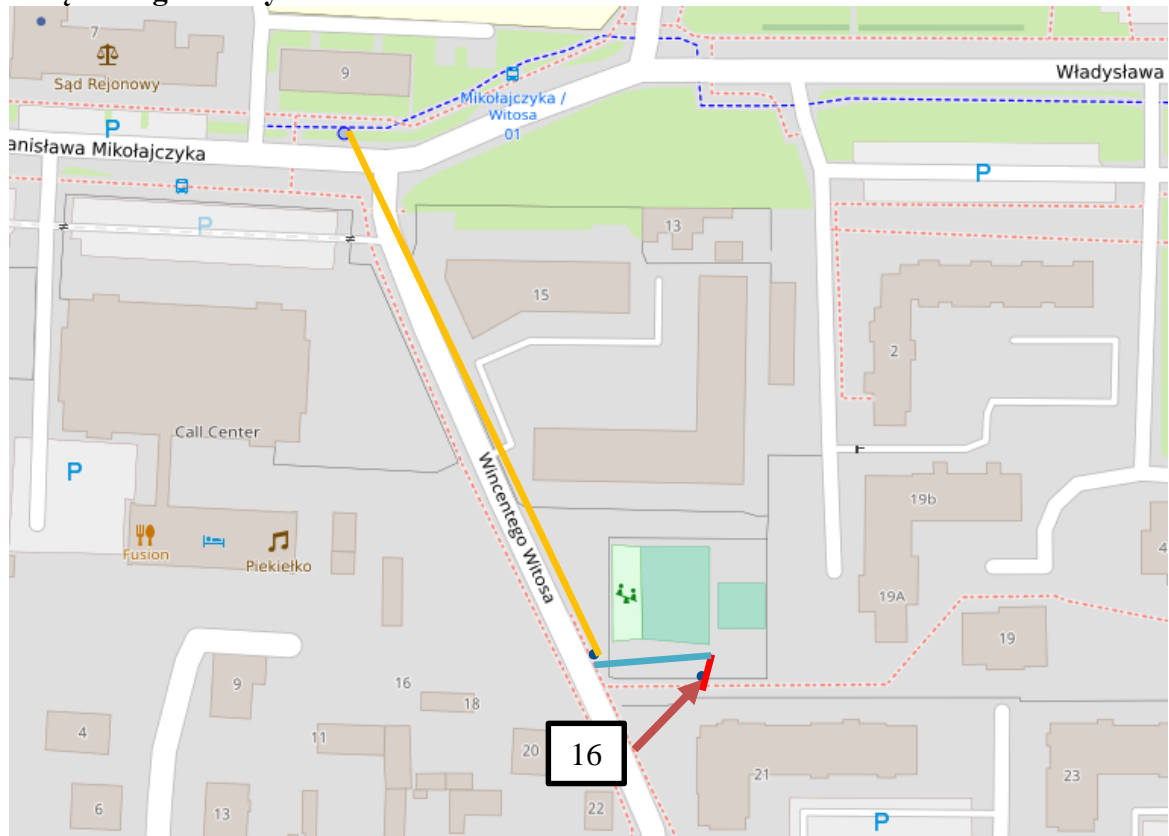 7
Sąd Rejonowy
9
P
Mikołajczyka /
Witosa
01
Władysława
anisława Mikołajczyka
P
P
13
15
2
Call Center
P
Wincentego Witosa
19b
Fusion
Piekiełko
4
19A
19
9
16
18
4
11
20
16
21
23
6
13
22
P